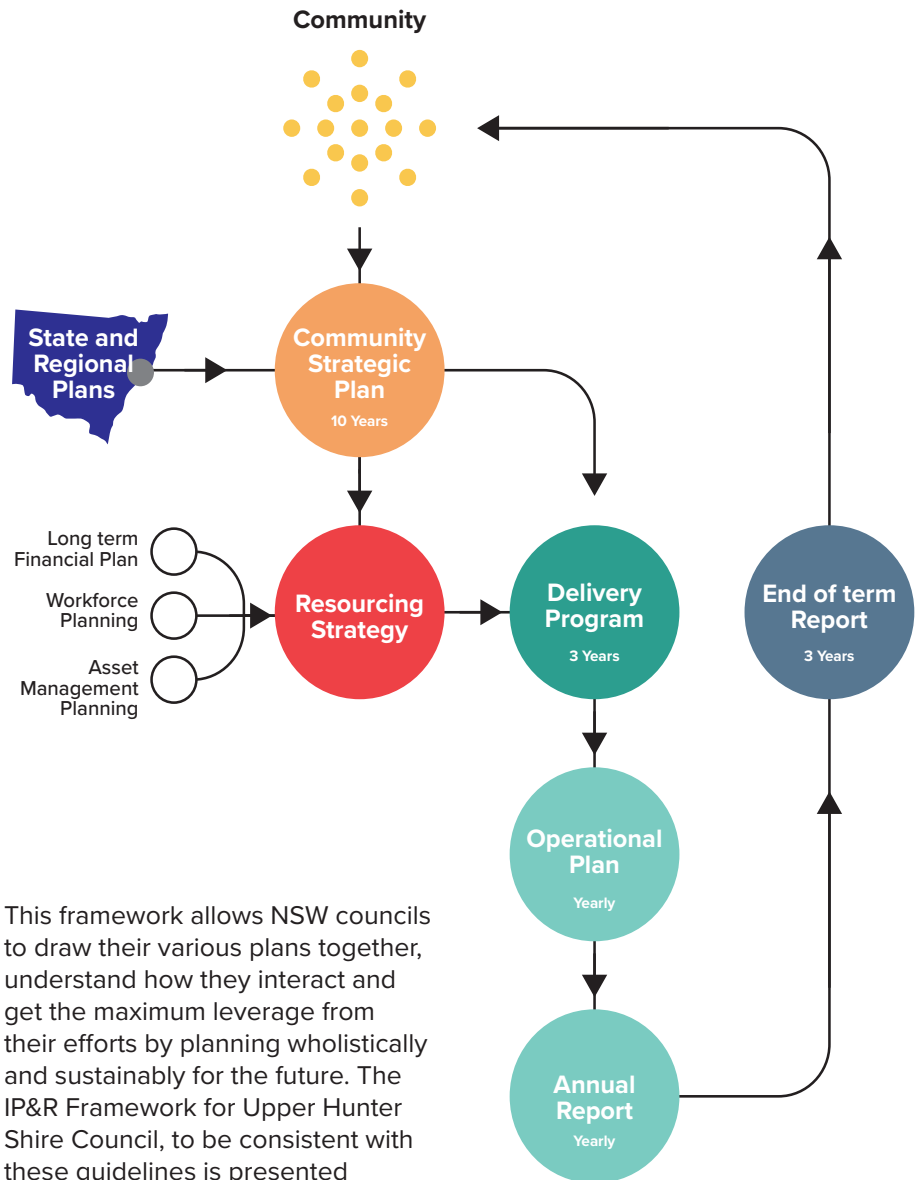 Community
State and
Regional
Plans
Community
Strategic
Plan
10 Years
Long term
Financial Plan
Workforce
Planning
Asset
Management
Planning
Resourcing
Strategy
Delivery
Program
3 Years
End of term
Report
3 Years
Operational
Plan
Yearly
Annual
Report
Yearly
This framework allows NSW councils
to draw their various plans together,
understand how they interact and
get the maximum leverage from
their efforts by planning wholistically
and sustainably for the future. The
IP&R Framework for Upper Hunter
Shire Council, to be consistent with
these guidelines is presented